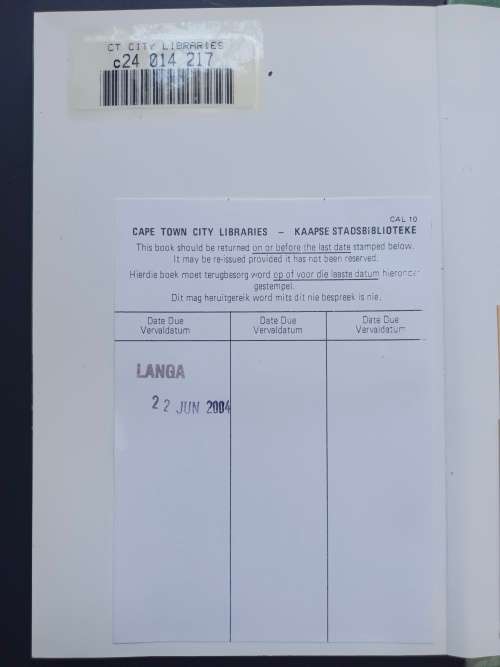 CT CITY LIBRARIES
c24 014 217
CAL 10
CAPE TOWN CITY LIBRARIES – KAAPSE STADSBIBLIOTEKE
This book should be returned on or before the last date stamped below.
It may be re-issued provided it has not been reserved.
Hierdie boek moet terugbesorg word op of voor die laaste datum hieronder
gestempel.
Dit mag heruitgereik word mits dit nie bespreek is nie.
Date Due Date Due Date Due
Vervaldatum Vervaldatum Vervaldatum
LANGA
22 JUN 2004